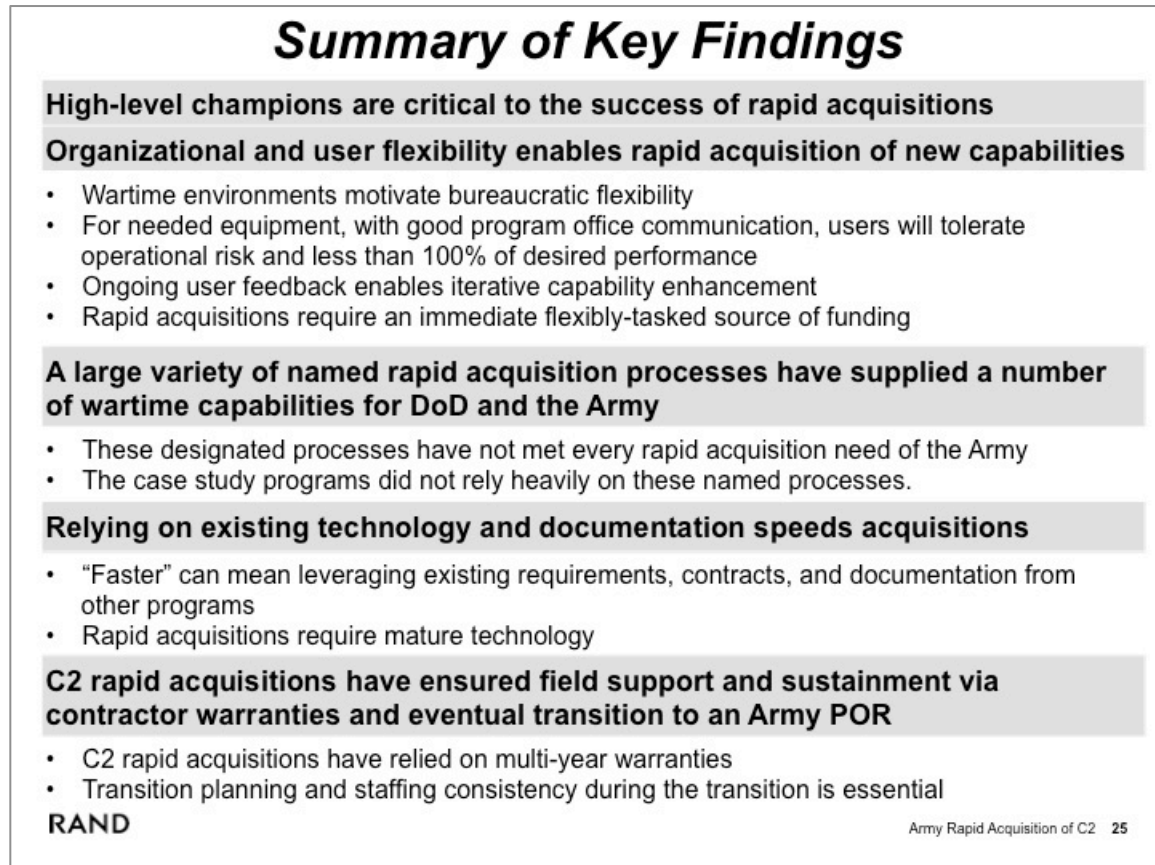 Summary of Key Findings
High-level champions are critical to the success of rapid acquisitions
Organizational and user flexibility enables rapid acquisition of new capabilities
• Wartime environments motivate bureaucratic flexibility
• For needed equipment, with good program office communication, users will tolerate
operational risk and less than 100% of desired performance
• Ongoing user feedback enables iterative capability enhancement
• Rapid acquisitions require an immediate flexibly-tasked source of funding
A large variety of named rapid acquisition processes have supplied a number
of wartime capabilities for DoD and the Army
• These designated processes have not met every rapid acquisition need of the Army
• The case study programs did not rely heavily on these named processes.
Relying on existing technology and documentation speeds acquisitions
• “Faster” can mean leveraging existing requirements, contracts, and documentation from
other programs
• Rapid acquisitions require mature technology
C2 rapid acquisitions have ensured field support and sustainment via
contractor warranties and eventual transition to an Army POR
• C2 rapid acquisitions have relied on multi-year warranties
• Transition planning and staffing consistency during the transition is essential
RAND
Army Rapid Acquisition of C2 25